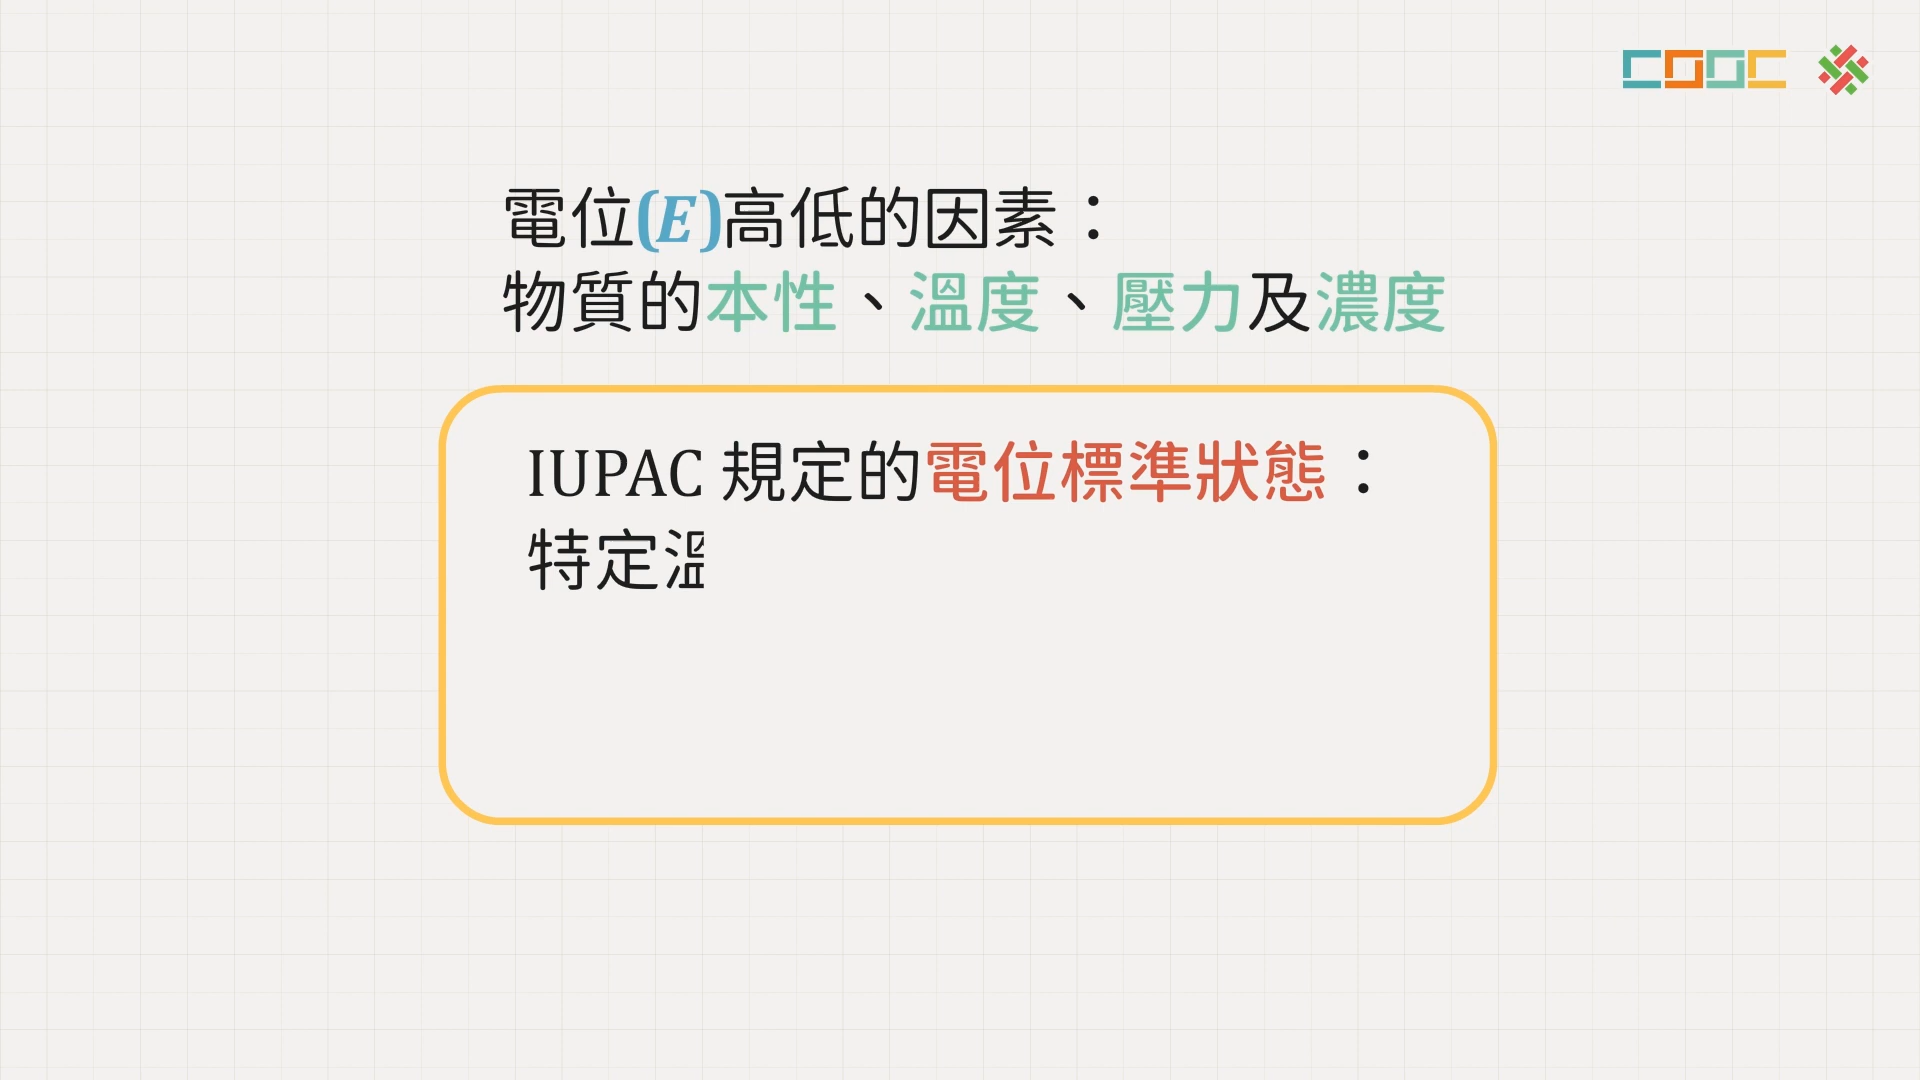 COOC
電位(E)高低的因素：
物質的本性、溫度、壓力及濃度
IUPAC 規定的電位標準狀態：
特定